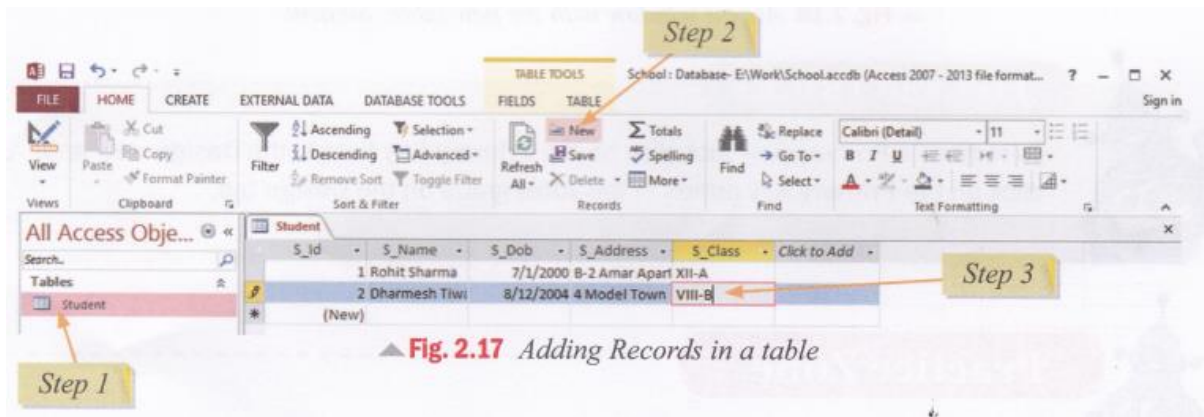 Step 2
TABLE TOOLS School : Database- E:\Work\School.accdb (Access 2007 - 2013 file format... ? – □ ×
FILE HOME CREATE EXTERNAL DATA DATABASE TOOLS FIELDS TABLE Sign in
View
Paste
Cut
Copy
Format Painter
Filter
Ascending
Descending
Remove Sort
Selection
Advanced
Toggle Filter
Refresh
All
New
Save
Delete
Totals
Spelling
More
Find
Replace
Go To
Select
Calibri (Detail) 11
B I U
A
Views Clipboard Sort & Filter Records Find Text Formatting
All Access Obje... «
Search..
Tables
Student
Student ×
S_Id S_Name S_Dob S_Address S_Class Click to Add
1 Rohit Sharma 7/1/2000 B-2 Amar Apart XII-A
2 Dharmesh Tiwa 8/12/2004 4 Model Town VIII-B
* (New)
Step 3
Fig. 2.17 Adding Records in a table
Step 1